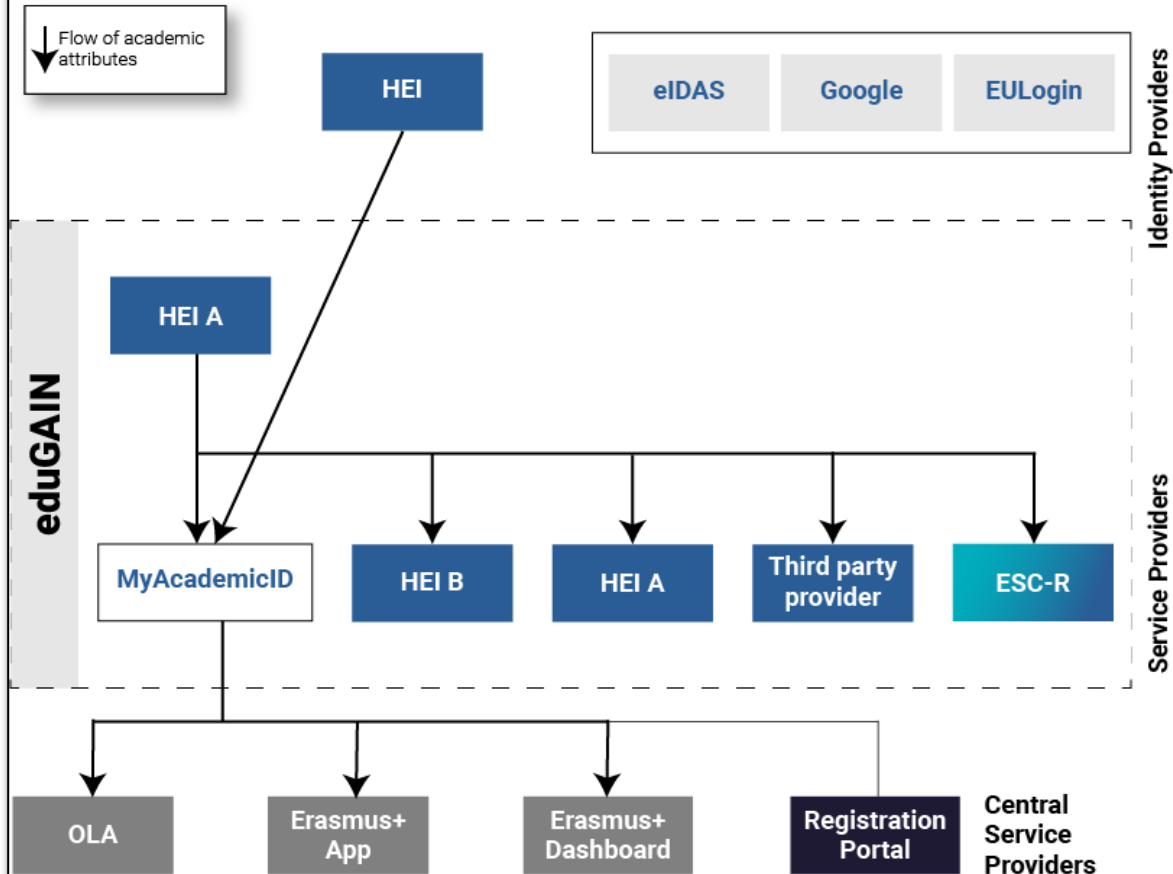 Flow of academic
attributes
HEI
eIDAS
Google
EULogin
Identity Providers
HEI A
eduGAIN
MyAcademicID
HEI B
HEI A
Third party
provider
ESC-R
Service Providers
OLA
Erasmus+
App
Erasmus+
Dashboard
Registration
Portal
Central
Service
Providers